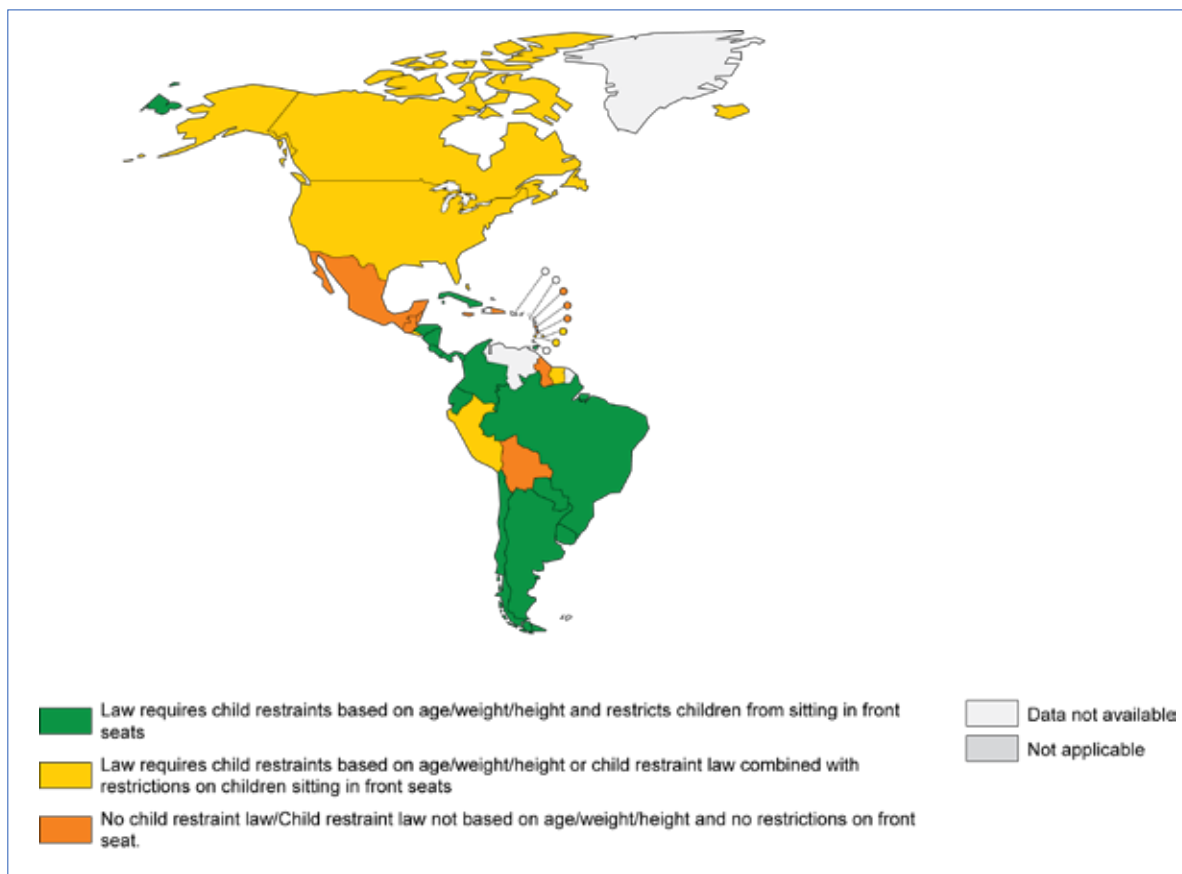 Law requires child restraints based on age/weight/height and restricts children from sitting in front
seats
Law requires child restraints based on age/weight/height or child restraint law combined with
restrictions on children sitting in front seats
No child restraint law/Child restraint law not based on age/weight/height and no restrictions on front
seat.
Data not available
Not applicable